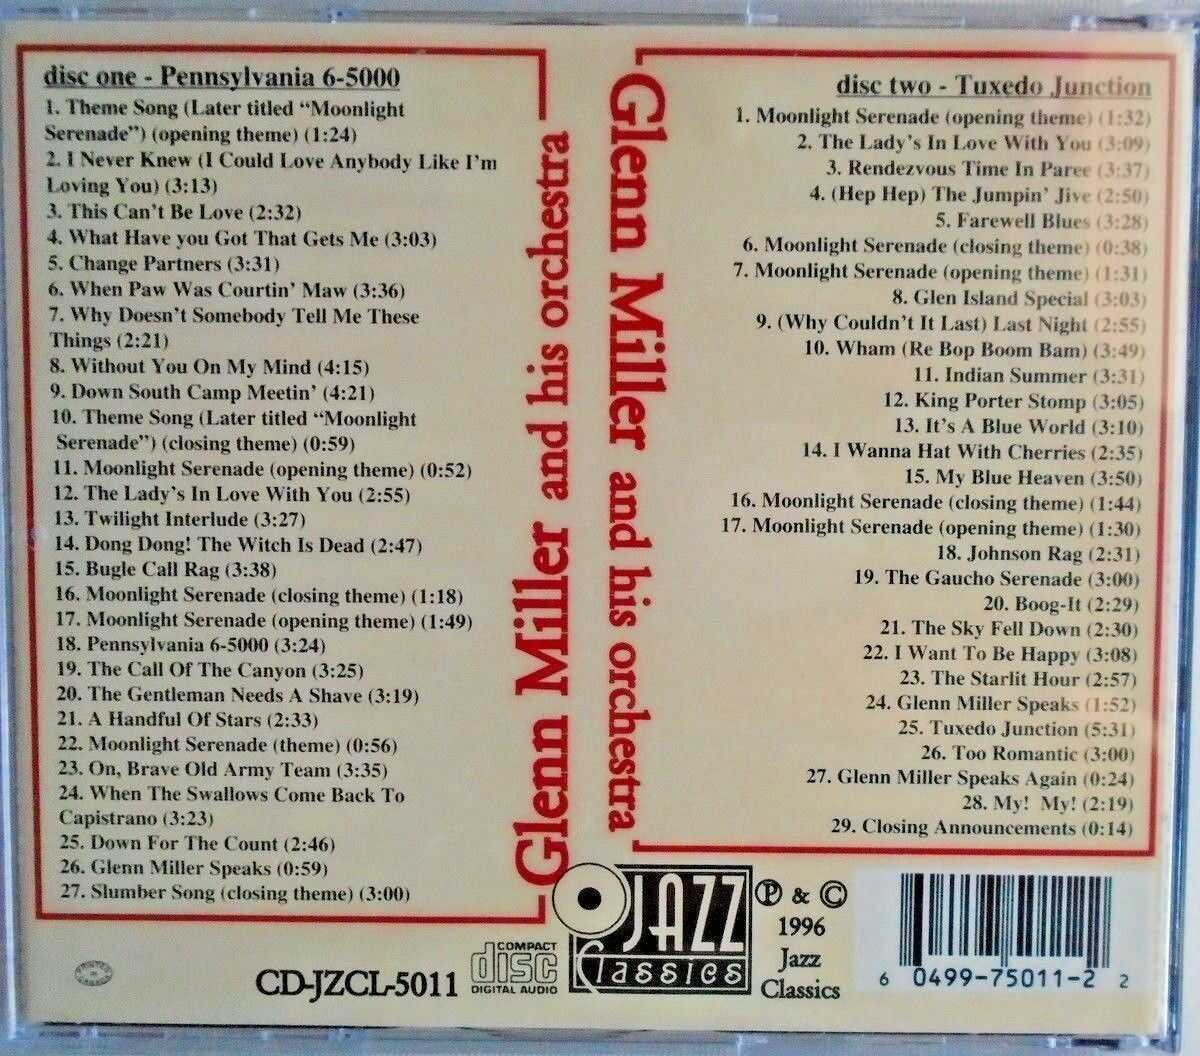 disc one - Pennsylvania 6-5000
1. Theme Song (Later titled “Moonlight
Serenade”) (opening theme) (1:24)
2. I Never Knew (I Could Love Anybody Like I’m
Loving You) (3:13)
3. This Can’t Be Love (2:32)
4. What Have you Got That Gets Me (3:03)
5. Change Partners (3:31)
6. When Paw Was Courtin’ Maw (3:36)
7. Why Doesn’t Somebody Tell Me These
Things (2:21)
8. Without You On My Mind (4:15)
9. Down South Camp Meetin’ (4:21)
10. Theme Song (Later titled “Moonlight
Serenade”) (closing theme) (0:59)
11. Moonlight Serenade (opening theme) (0:52)
12. The Lady’s In Love With You (2:55)
13. Twilight Interlude (3:27)
14. Dong Dong! The Witch Is Dead (2:47)
15. Bugle Call Rag (3:38)
16. Moonlight Serenade (closing theme) (1:18)
17. Moonlight Serenade (opening theme) (1:49)
18. Pennsylvania 6-5000 (3:24)
19. The Call Of The Canyon (3:25)
20. The Gentleman Needs A Shave (3:19)
21. A Handful Of Stars (2:33)
22. Moonlight Serenade (theme) (0:56)
23. On, Brave Old Army Team (3:35)
24. When The Swallows Come Back To
Capistrano (3:23)
25. Down For The Count (2:46)
26. Glenn Miller Speaks (0:59)
27. Slumber Song (closing theme) (3:00)
Glenn Miller and his orchestra
Glenn Miller and his orchestra
disc two - Tuxedo Junction
1. Moonlight Serenade (opening theme) (1:32)
2. The Lady’s In Love With You (3:09)
3. Rendezvous Time In Paree (3:37)
4. (Hep Hep) The Jumpin’ Jive (2:50)
5. Farewell Blues (3:28)
6. Moonlight Serenade (closing theme) (0:38)
7. Moonlight Serenade (opening theme) (1:31)
8. Glen Island Special (3:03)
9. (Why Couldn’t It Last) Last Night (2:55)
10. Wham (Re Bop Boom Bam) (3:49)
11. Indian Summer (3:31)
12. King Porter Stomp (3:05)
13. It’s A Blue World (3:10)
14. I Wanna Hat With Cherries (2:35)
15. My Blue Heaven (3:50)
16. Moonlight Serenade (closing theme) (1:44)
17. Moonlight Serenade (opening theme) (1:30)
18. Johnson Rag (2:31)
19. The Gaucho Serenade (3:00)
20. Boog-It (2:29)
21. The Sky Fell Down (2:30)
22. I Want To Be Happy (3:08)
23. The Starlit Hour (2:57)
24. Glenn Miller Speaks (1:52)
25. Tuxedo Junction (5:31)
26. Too Romantic (3:00)
27. Glenn Miller Speaks Again (0:24)
28. My! My! (2:19)
29. Closing Announcements (0:14)
CD-JZCL-5011
COMPACT
disc
DIGITAL AUDIO
JAZZ
Classics
℗ & ©
1996
Jazz
Classics
6 0499-75011-2 2